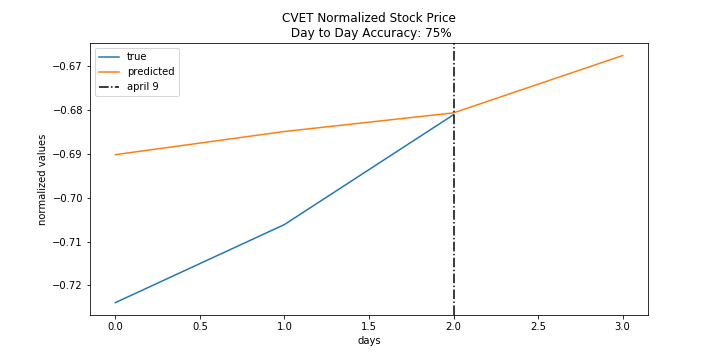 CVET Normalized Stock Price
Day to Day Accuracy: 75%
true
predicted
april 9
normalized values
−0.67
−0.68
−0.69
−0.70
−0.71
−0.72
0.0 0.5 1.0 1.5 2.0 2.5 3.0
days